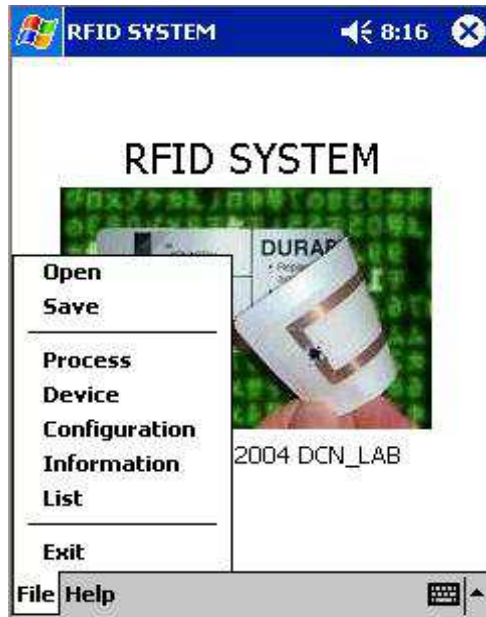 RFID SYSTEM 8:16
RFID SYSTEM
DURAB
Open
Save
Process
Device
Configuration
Information
List
Exit
2004 DCN_LAB
File Help